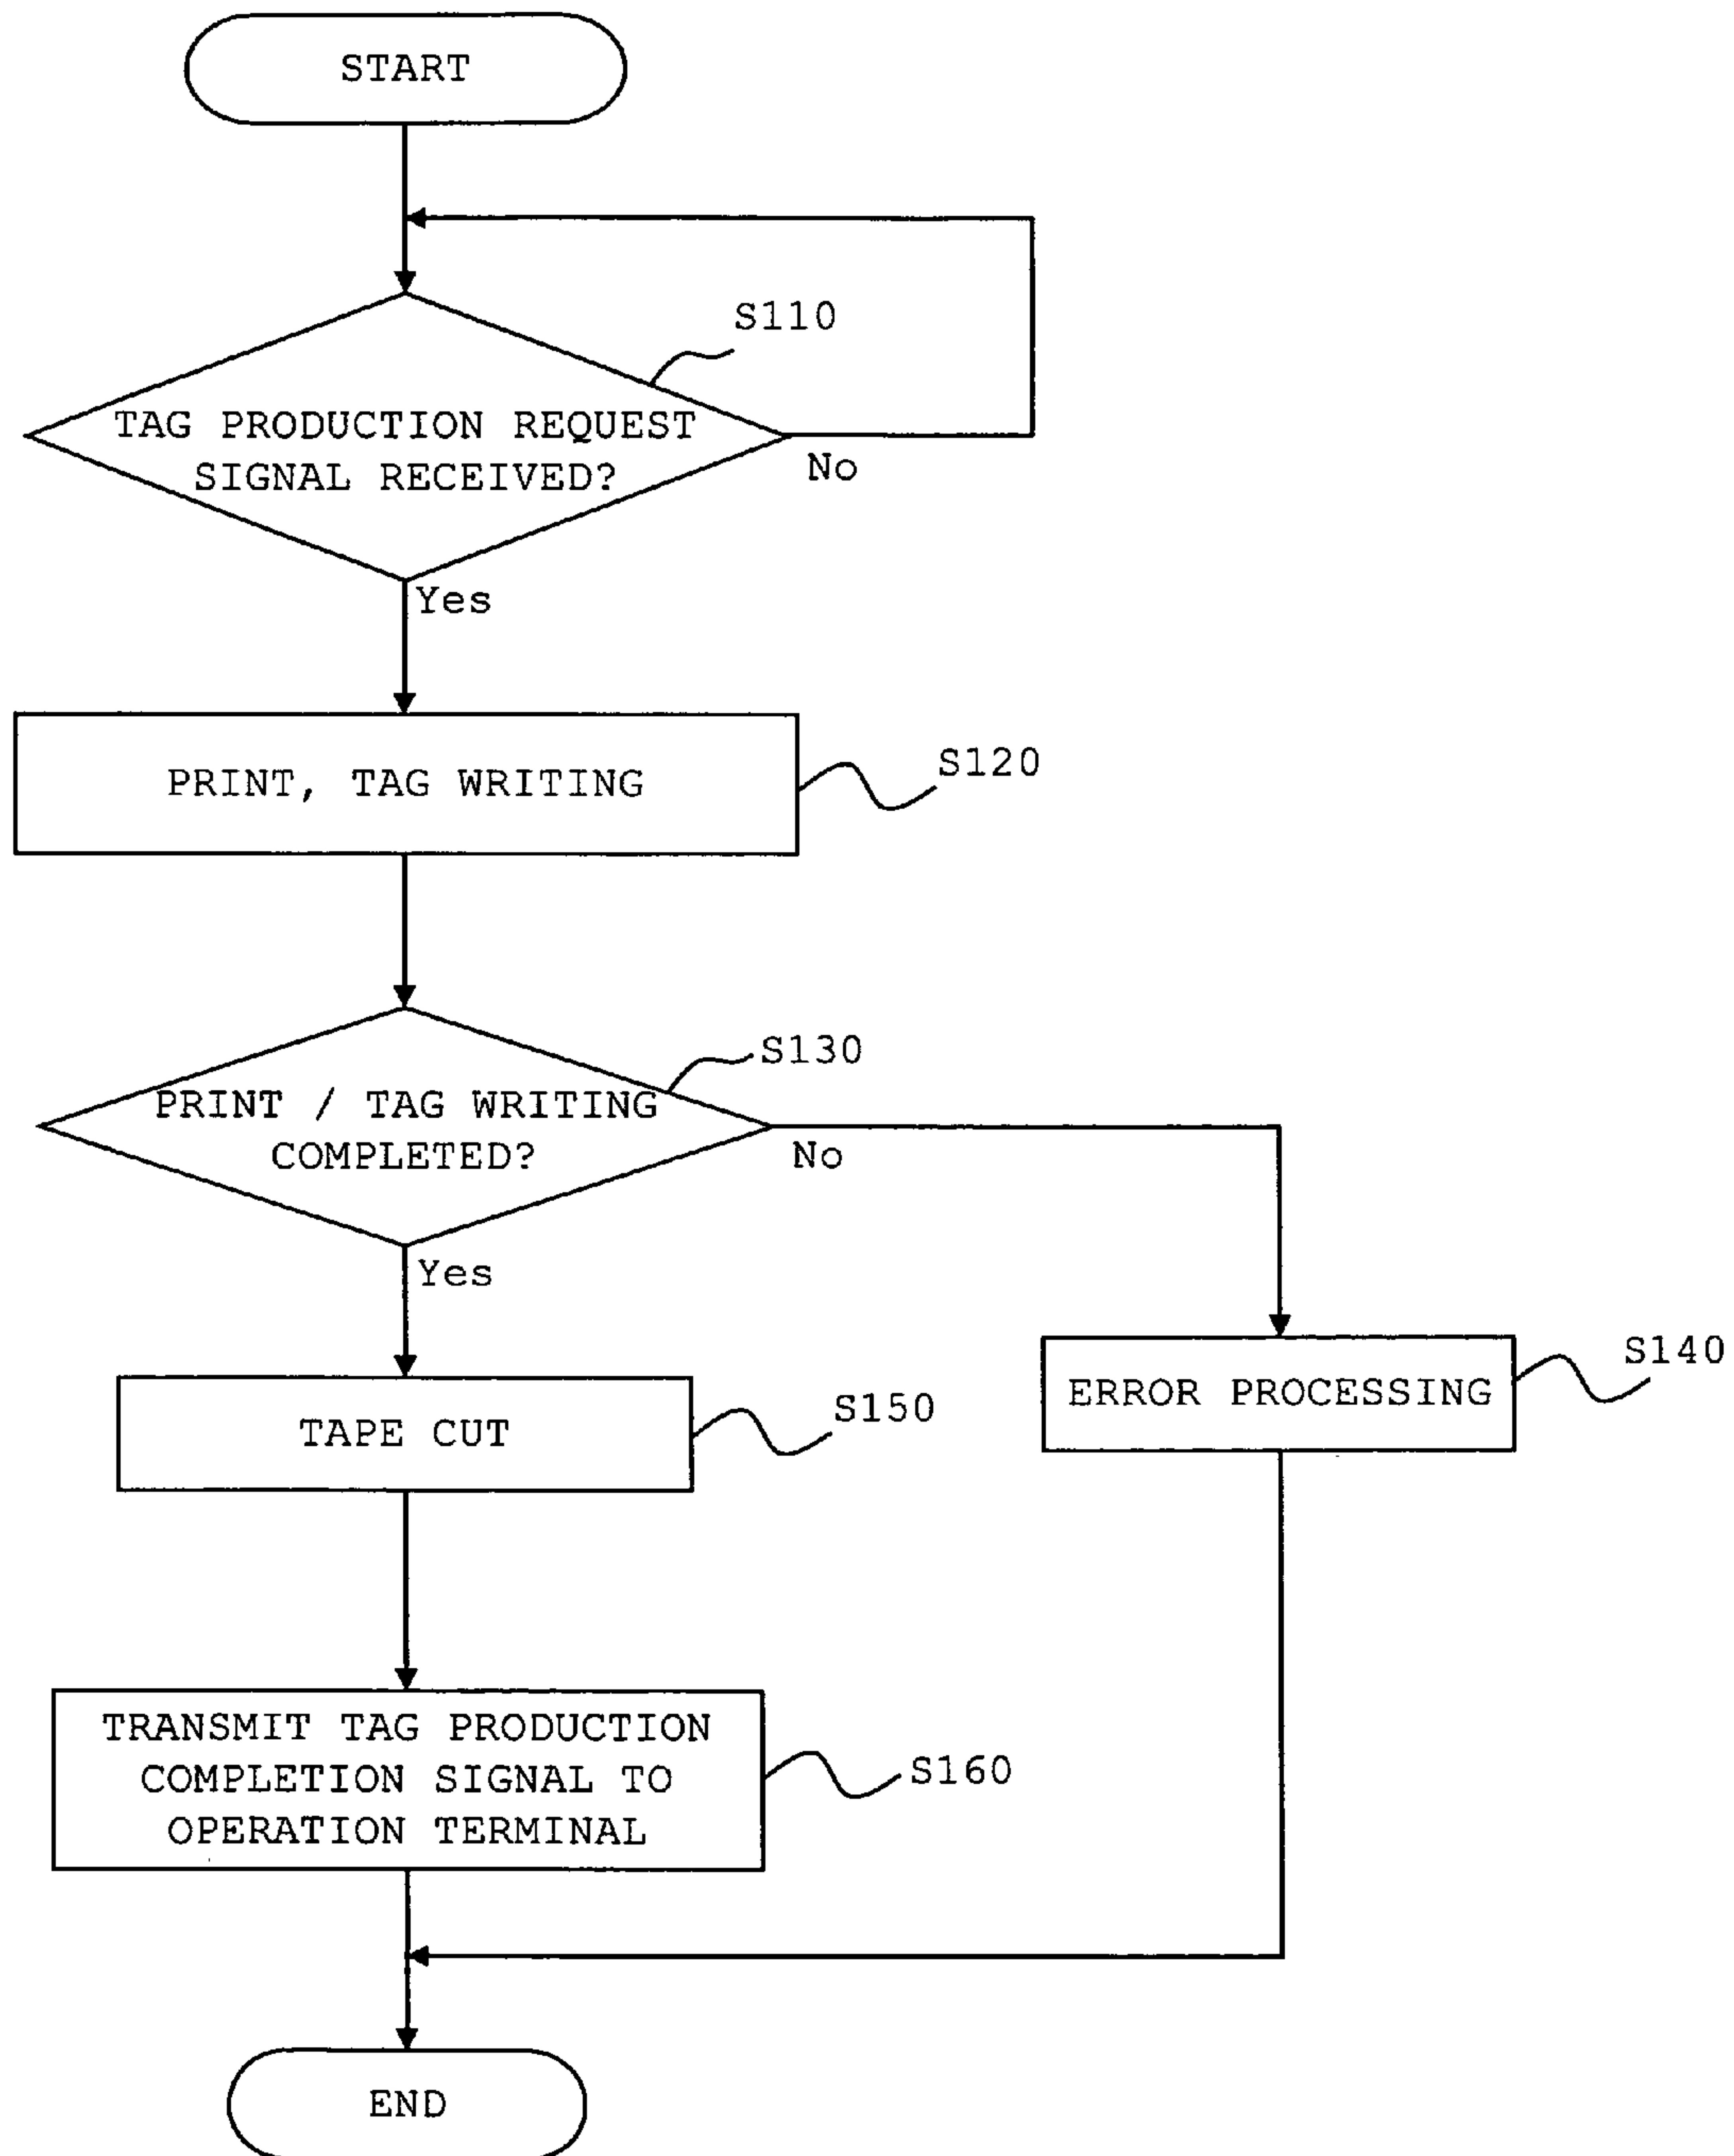 START
S110
TAG PRODUCTION REQUEST
SIGNAL RECEIVED?
No
Yes
PRINT, TAG WRITING
S120
S130
PRINT / TAG WRITING
COMPLETED?
No
Yes
S140
ERROR PROCESSING
TAPE CUT
S150
TRANSMIT TAG PRODUCTION
COMPLETION SIGNAL TO
OPERATION TERMINAL
S160
END